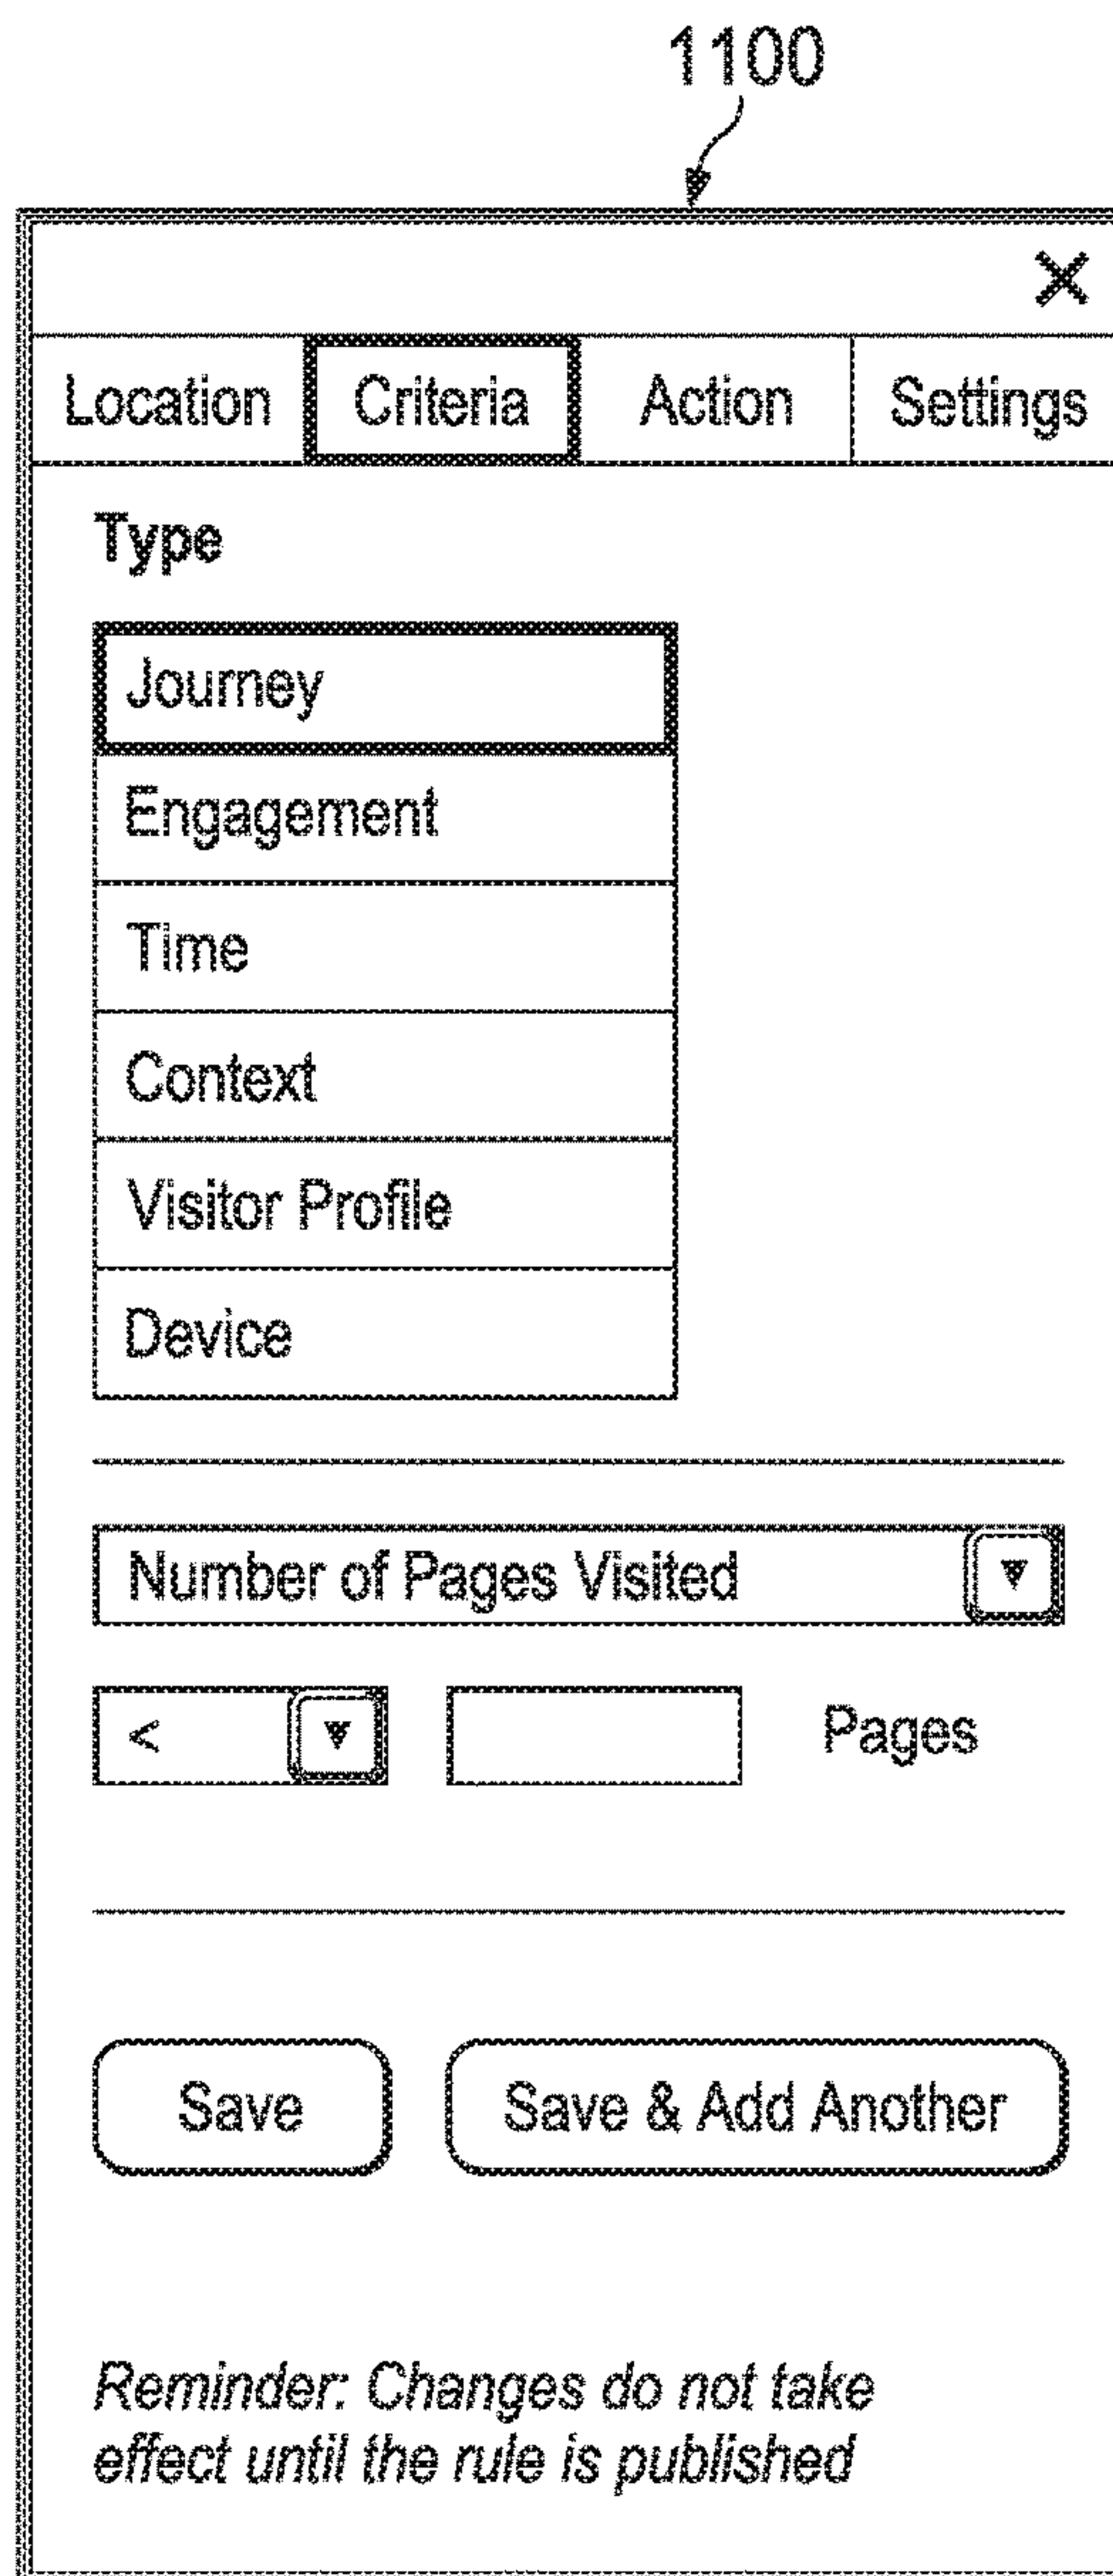 1100
×
Location Criteria Action Settings
Type
Journey
Engagement
Time
Context
Visitor Profile
Device
Number of Pages Visited ▼
< ▼ Pages
Save Save & Add Another
Reminder: Changes do not take
effect until the rule is published